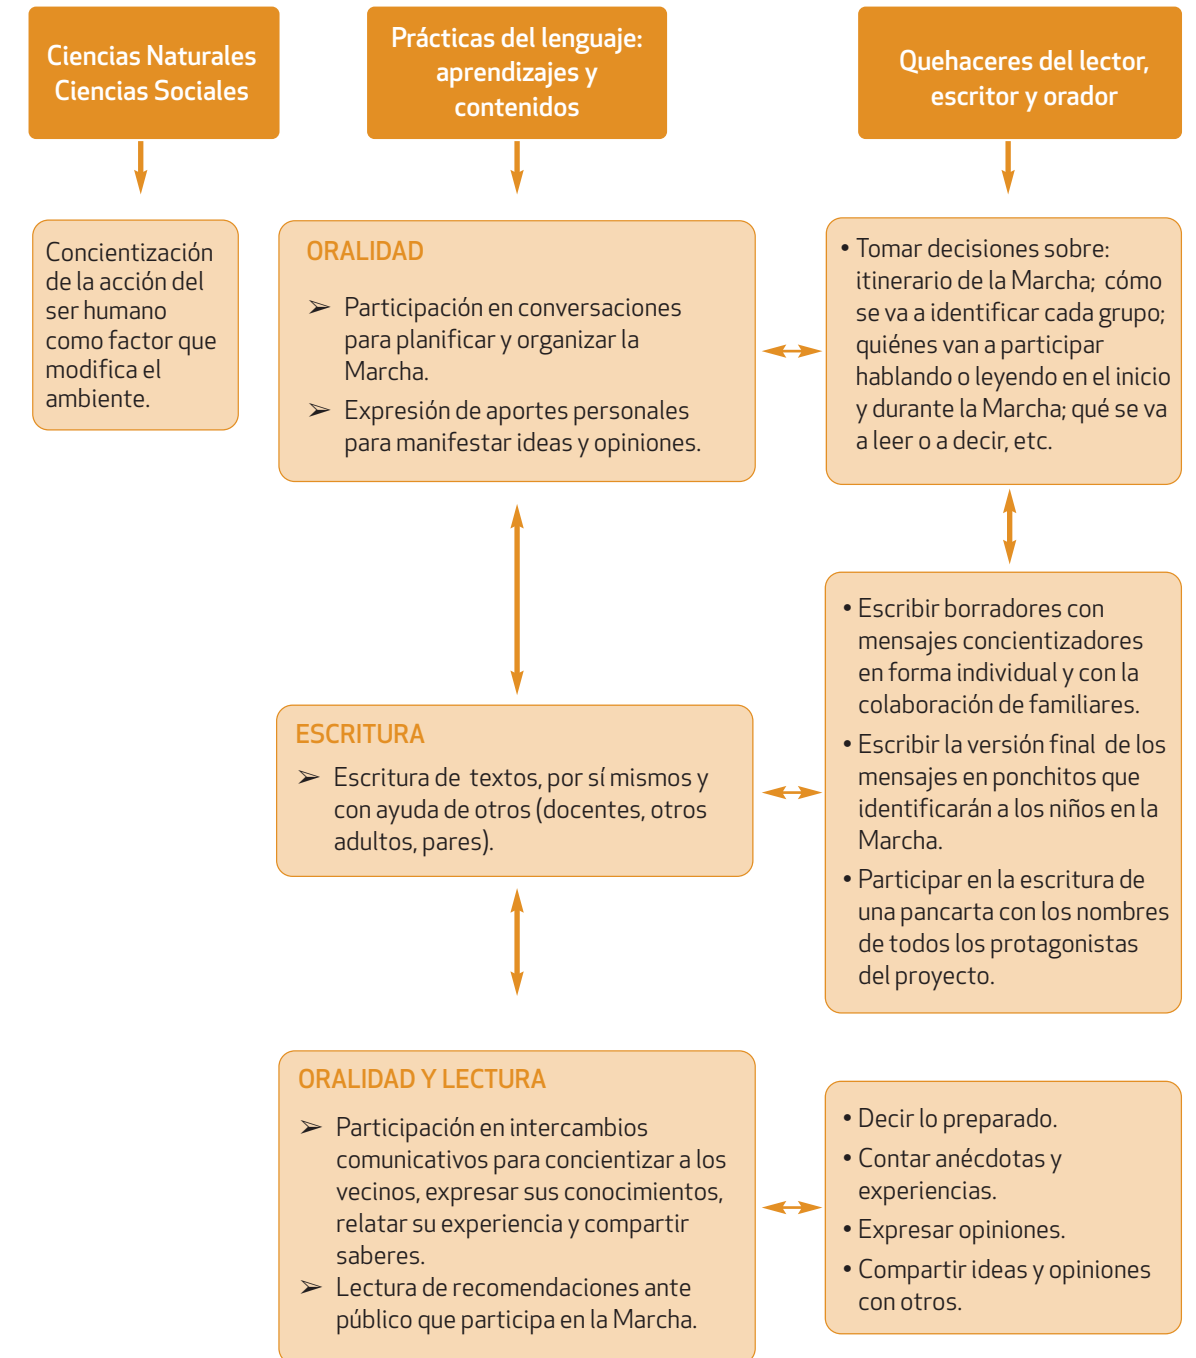 Ciencias Naturales
Ciencias Sociales
Prácticas del lenguaje:
aprendizajes y
contenidos
Quehaceres del lector,
escritor y orador
Concientización
de la acción del
ser humano
como factor que
modifica el
ambiente.
ORALIDAD
➢ Participación en conversaciones
para planificar y organizar la
Marcha.
➢ Expresión de aportes personales
para manifestar ideas y opiniones.
• Tomar decisiones sobre:
itinerario de la Marcha; cómo
se va a identificar cada grupo;
quiénes van a participar
hablando o leyendo en el inicio
y durante la Marcha; qué se va
a leer o a decir, etc.
ESCRITURA
➢ Escritura de textos, por sí mismos y
con ayuda de otros (docentes, otros
adultos, pares).
• Escribir borradores con
mensajes concientizadores
en forma individual y con la
colaboración de familiares.
• Escribir la versión final de los
mensajes en ponchitos que
identificarán a los niños en la
Marcha.
• Participar en la escritura de
una pancarta con los nombres
de todos los protagonistas
del proyecto.
ORALIDAD Y LECTURA
➢ Participación en intercambios
comunicativos para concientizar a los
vecinos, expresar sus conocimientos,
relatar su experiencia y compartir
saberes.
➢ Lectura de recomendaciones ante
público que participa en la Marcha.
• Decir lo preparado.
• Contar anécdotas y
experiencias.
• Expresar opiniones.
• Compartir ideas y opiniones
con otros.